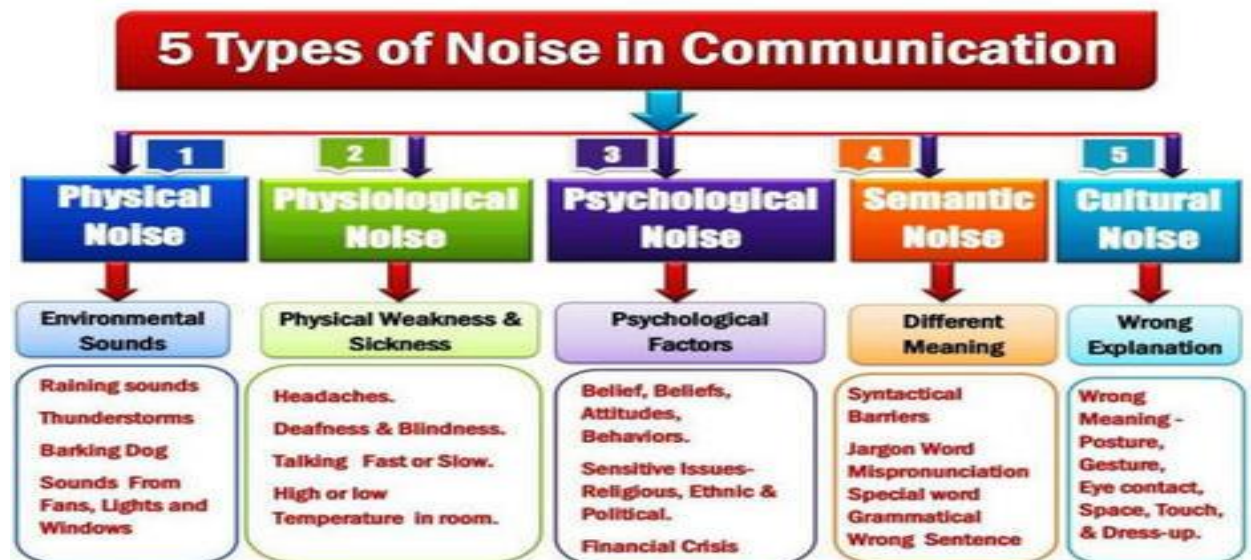 5 Types of Noise in Communication
1
Physical
Noise
Environmental
Sounds
Raining sounds
Thunderstorms
Barking Dog
Sounds From
Fans, Lights and
Windows
2
Physiological
Noise
Physical Weakness &
Sickness
Headaches.
Deafness & Blindness.
Talking Fast or Slow.
High or low
Temperature in room.
3
Psychological
Noise
Psychological
Factors
Belief, Beliefs,
Attitudes,
Behaviors.
Sensitive Issues-
Religious, Ethnic &
Political.
Financial Crisis
4
Semantic
Noise
Different
Meaning
Syntactical
Barriers
Jargon Word
Mispronunciation
Special word
Grammatical
Wrong Sentence
5
Cultural
Noise
Wrong
Explanation
Wrong
Meaning -
Posture,
Gesture,
Eye contact,
Space, Touch,
& Dress-up.